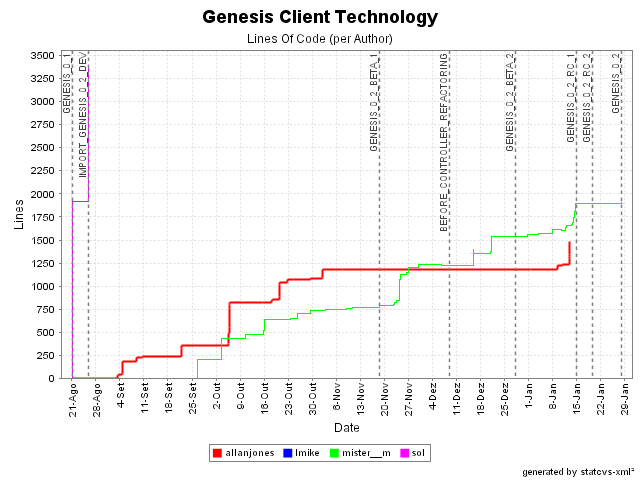 Genesis Client Technology
Lines Of Code (per Author)
Lines
3500
3250
3000
2750
2500
2250
2000
1750
1500
1250
1000
750
500
250
0
IMPORT_GENESIS_0_2_DEV
GENESIS_0_2_BETA_1
BEFORE_CONTROLLER_REFACTORING
GENESIS_0_2_BETA_2
GENESIS_0_2_RC_1
GENESIS_0_2_RC_2
GENESIS_0_2
21-Ago
28-Ago
4-Set
11-Set
18-Set
25-Set
2-Out
9-Out
16-Out
23-Out
30-Out
6-Nov
13-Nov
20-Nov
27-Nov
4-Dez
11-Dez
18-Dez
25-Dez
1-Jan
8-Jan
15-Jan
22-Jan
29-Jan
Date
allanjones
lmike
mister__m
sol
generated by statcvs-xml²